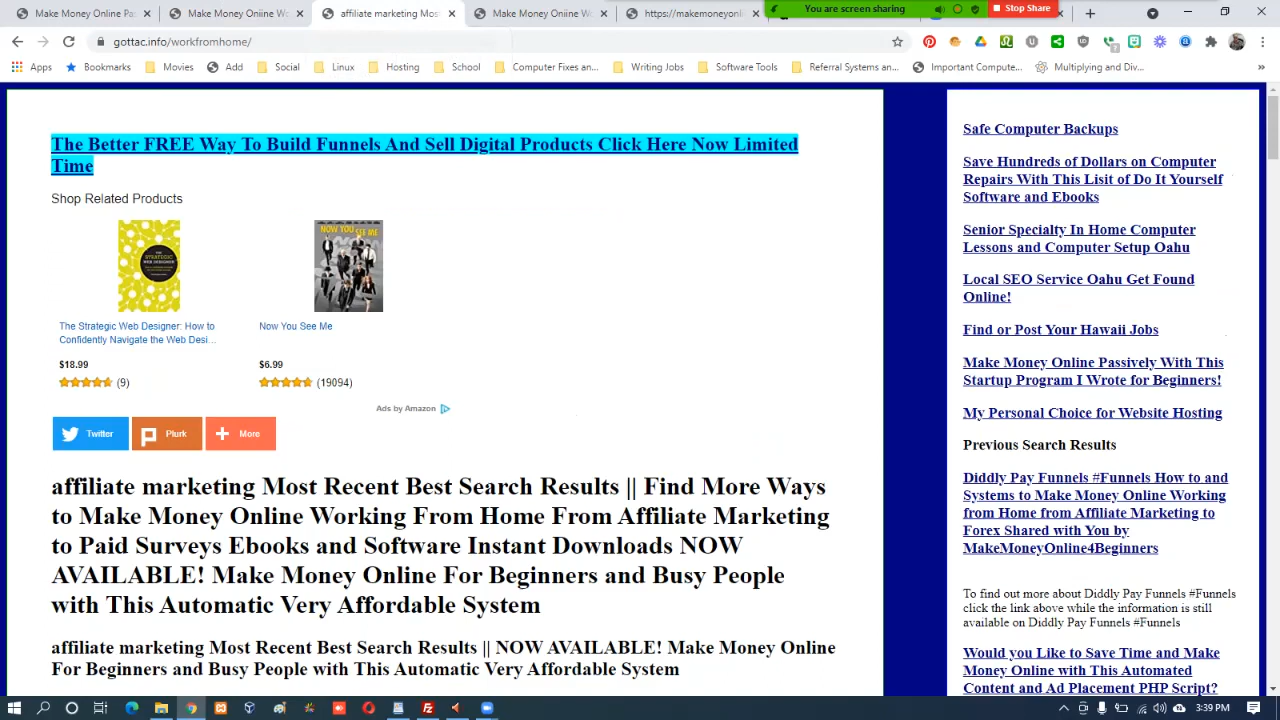 Make Money Online W
Make Money Online Wo
affiliate marketing Mos
Make Money Online Wo
https://makemoneyonli
You are screen sharing
Stop Share
gottac.info/workfromhome/
Apps
Bookmarks
Movies
Add
Social
Linux
Hosting
School
Computer Fixes an...
Writing Jobs
Software Tools
Referral Systems an...
Important Compute...
Multiplying and Div...
The Better FREE Way To Build Funnels And Sell Digital Products Click Here Now Limited
Time
Shop Related Products
NOW YOU SEE ME
THE
STRATEGIC
WEB DESIGNER
The Strategic Web Designer: How to
Confidently Navigate the Web Desi...
$18.99
(9)
Now You See Me
$6.99
(19094)
Ads by Amazon
Twitter
Plurk
More
affiliate marketing Most Recent Best Search Results || Find More Ways
to Make Money Online Working From Home From Affiliate Marketing
to Paid Surveys Ebooks and Software Instant Downloads NOW
AVAILABLE! Make Money Online For Beginners and Busy People
with This Automatic Very Affordable System
affiliate marketing Most Recent Best Search Results || NOW AVAILABLE! Make Money Online
For Beginners and Busy People with This Automatic Very Affordable System
Safe Computer Backups
Save Hundreds of Dollars on Computer
Repairs With This Lisit of Do It Yourself
Software and Ebooks
Senior Specialty In Home Computer
Lessons and Computer Setup Oahu
Local SEO Service Oahu Get Found
Online!
Find or Post Your Hawaii Jobs
Make Money Online Passively With This
Startup Program I Wrote for Beginners!
My Personal Choice for Website Hosting
Previous Search Results
Diddly Pay Funnels #Funnels How to and
Systems to Make Money Online Working
from Home from Affiliate Marketing to
Forex Shared with You by
MakeMoneyOnline4Beginners
To find out more about Diddly Pay Funnels #Funnels
click the link above while the information is still
available on Diddly Pay Funnels #Funnels
Would you Like to Save Time and Make
Money Online with This Automated
Content and Ad Placement PHP Script?
3:39 PM